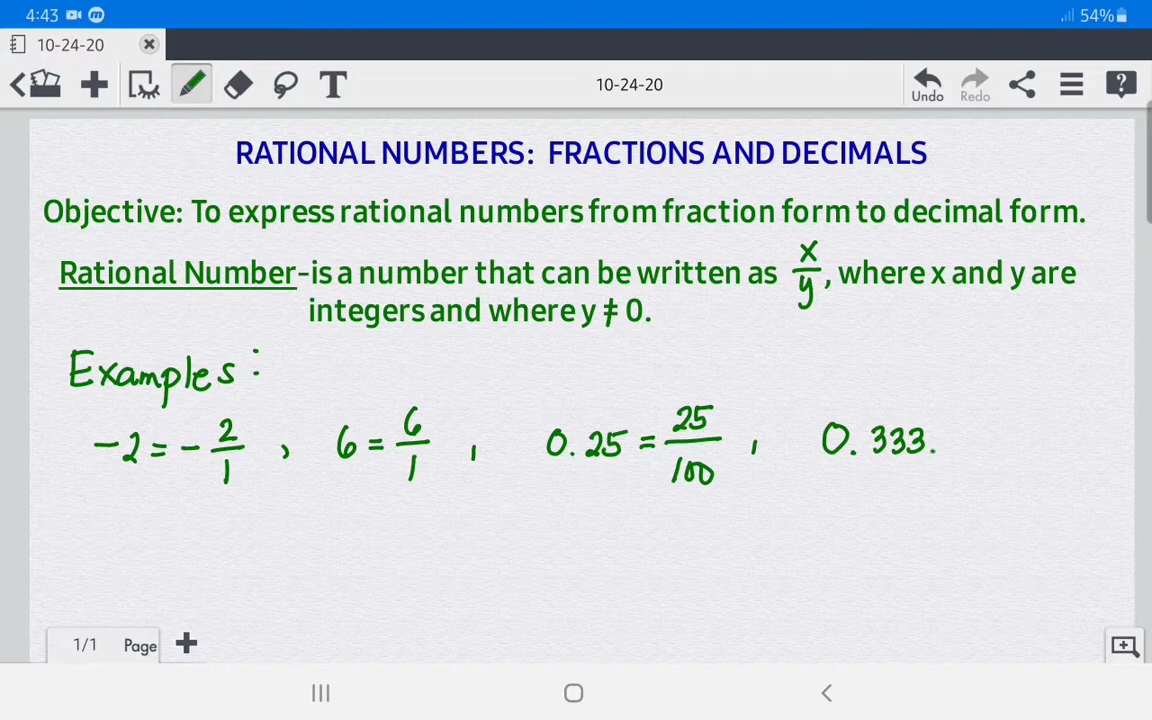 4:43 54%
10-24-20
10-24-20 Undo Redo
RATIONAL NUMBERS: FRACTIONS AND DECIMALS
Objective: To express rational numbers from fraction form to decimal form.
Rational Number-is a number that can be written as x/y, where x and y are
integers and where y ≠ 0.
Examples:
-2 = - 2/1 , 6 = 6/1 , 0.25 = 25/100 , 0.333.
1/1 Page